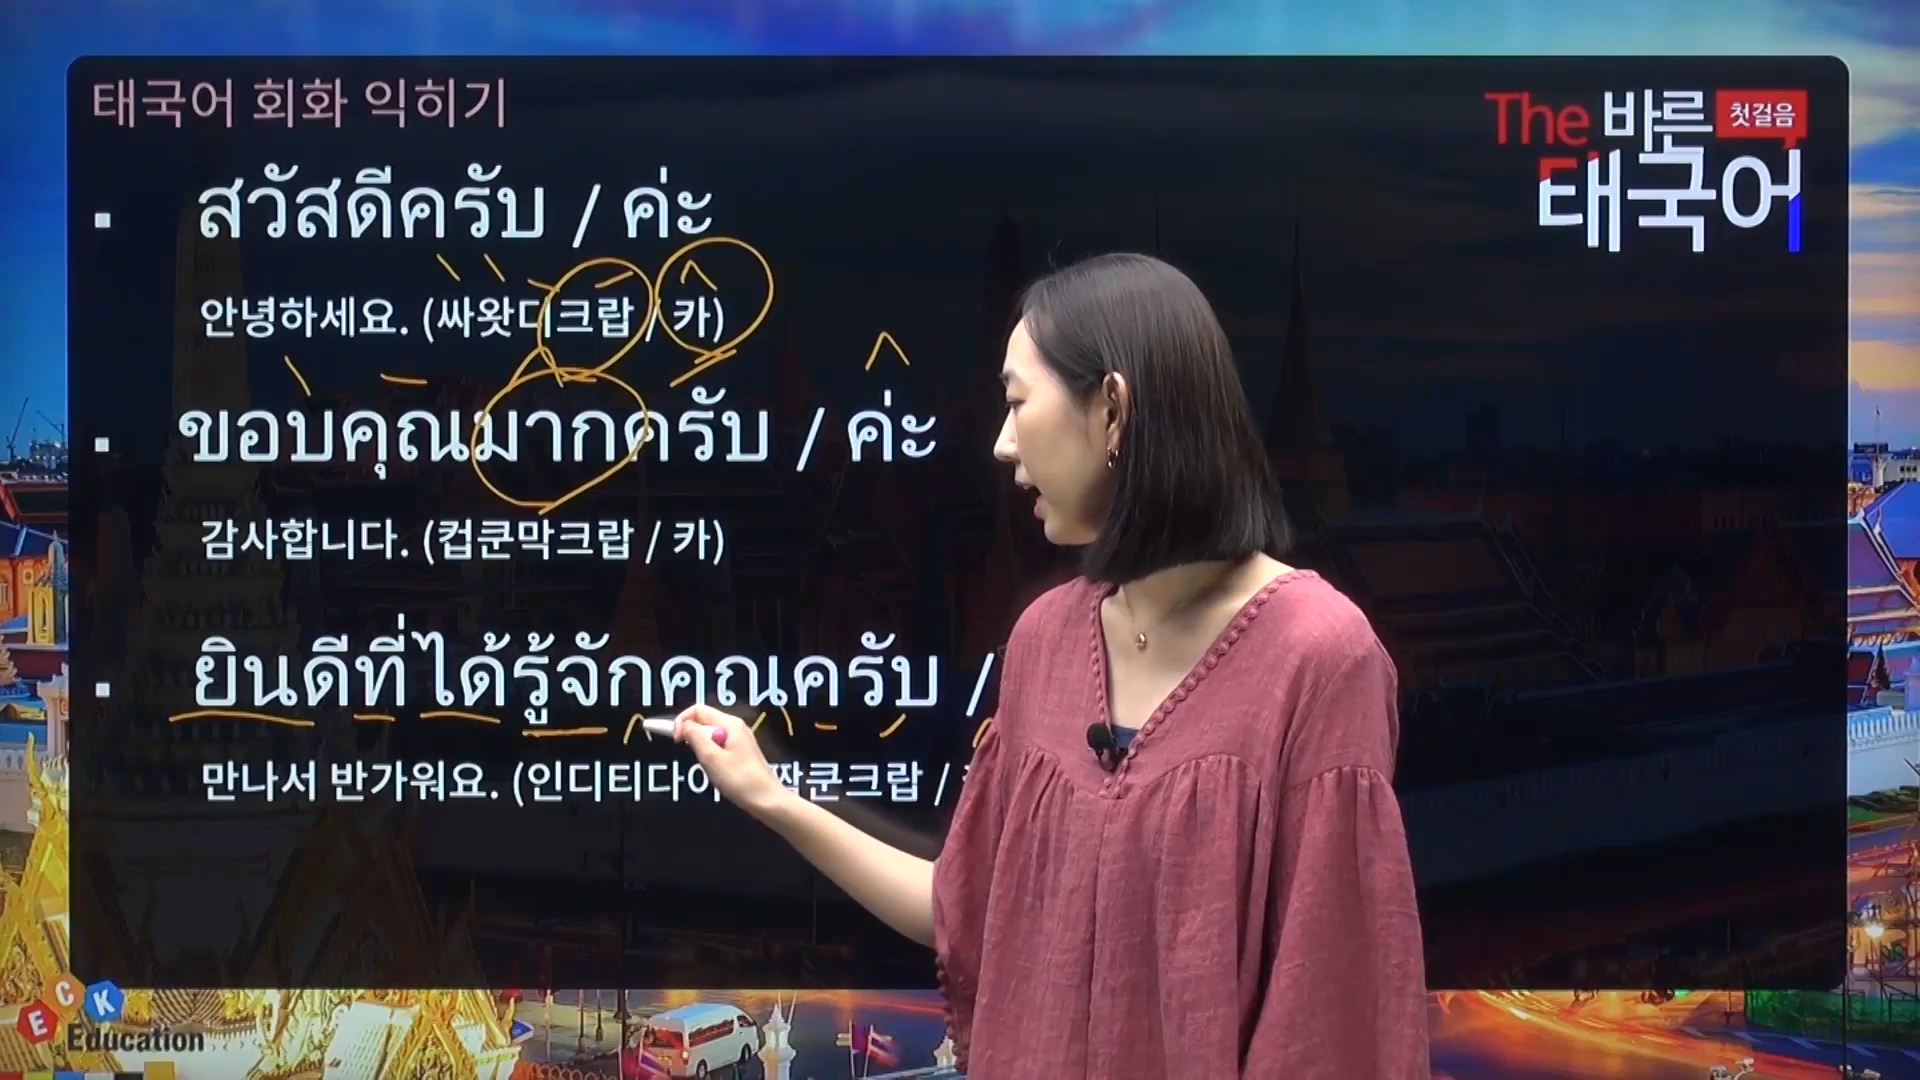 태국어 회화 익히기
The 바른 첫걸음
태국어
▪ สวัสดีครับ / ค่ะ
안녕하세요. (싸왓디크랍 / 카)
▪ ขอบคุณมากครับ / ค่ะ
감사합니다. (컵쿤막크랍 / 카)
▪ ยินดีที่ได้รู้จักคุณครับ /
만나서 반가워요. (인디티다이 짭쿤크랍 /
ECK
Education